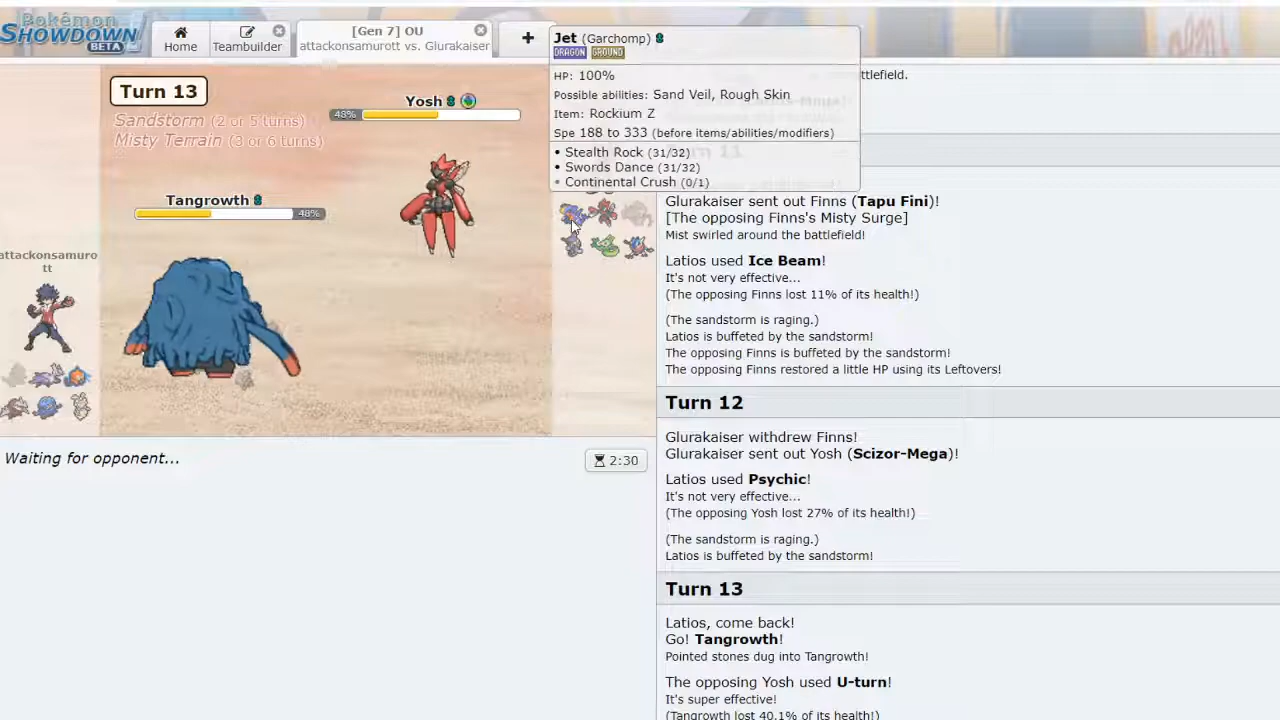 Pokémon
SHOWDOWN
BETA
Home
Teambuilder
[Gen 7] OU
attackonsamurott vs. Glurakaiser
Jet (Garchomp)
DRAGON GROUND
HP: 100%
Possible abilities: Sand Veil, Rough Skin
Item: Rockium Z
Spe 188 to 333 (before items/abilities/modifiers)
• Stealth Rock (31/32)
• Swords Dance (31/32)
• Continental Crush (0/1)
Turn 13
Sandstorm (2 or 5 turns)
Misty Terrain (3 or 6 turns)
Yosh
48%
Tangrowth
48%
attackonsamuro
tt
Waiting for opponent...
2:30
ttlefield.
Turn 11
Glurakaiser sent out Finns (Tapu Fini)!
[The opposing Finns's Misty Surge]
Mist swirled around the battlefield!
Latios used Ice Beam!
It's not very effective...
(The opposing Finns lost 11% of its health!)
(The sandstorm is raging.)
Latios is buffeted by the sandstorm!
The opposing Finns is buffeted by the sandstorm!
The opposing Finns restored a little HP using its Leftovers!
Turn 12
Glurakaiser withdrew Finns!
Glurakaiser sent out Yosh (Scizor-Mega)!
Latios used Psychic!
It's not very effective...
(The opposing Yosh lost 27% of its health!)
(The sandstorm is raging.)
Latios is buffeted by the sandstorm!
Turn 13
Latios, come back!
Go! Tangrowth!
Pointed stones dug into Tangrowth!
The opposing Yosh used U-turn!
It's super effective!
(Tangrowth lost 40.1% of its health!)